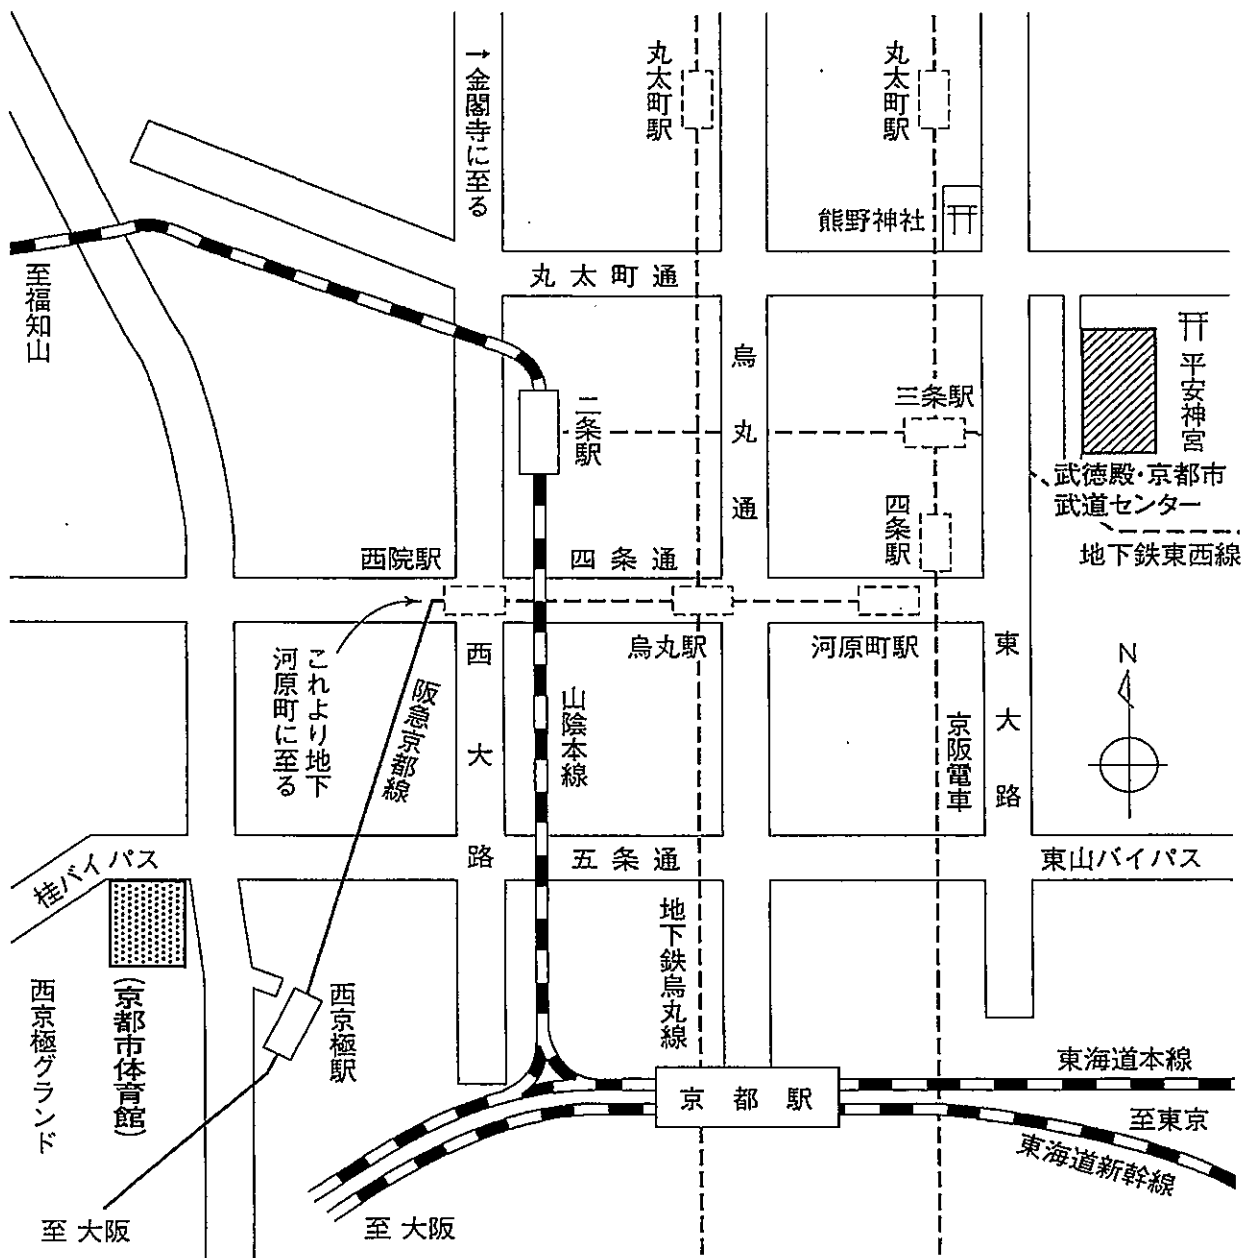 ↑金閣寺に至る
丸太町駅
丸太町駅
熊野神社
丸太町通
至福知山
二条駅
烏丸通
三条駅
平安神宮
武徳殿・京都市
武道センター
地下鉄東西線
四条駅
西院駅
四条通
烏丸駅
河原町駅
これより地下
河原町に至る
阪急京都線
西大路
山陰本線
京阪電車
東大路
N
桂バイパス
五条通
東山バイパス
西京極グランド
(京都市体育館)
西京極駅
地下鉄烏丸線
京都駅
東海道本線
至東京
東海道新幹線
至大阪
至大阪